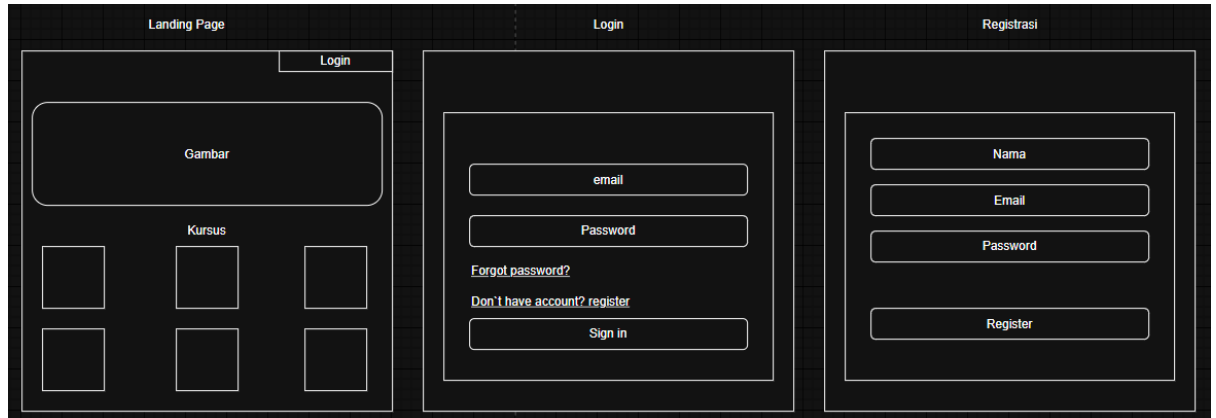 Landing Page
Login
Gambar
Kursus
Login
email
Password
Forgot password?
Don`t have account? register
Sign in
Registrasi
Nama
Email
Password
Register